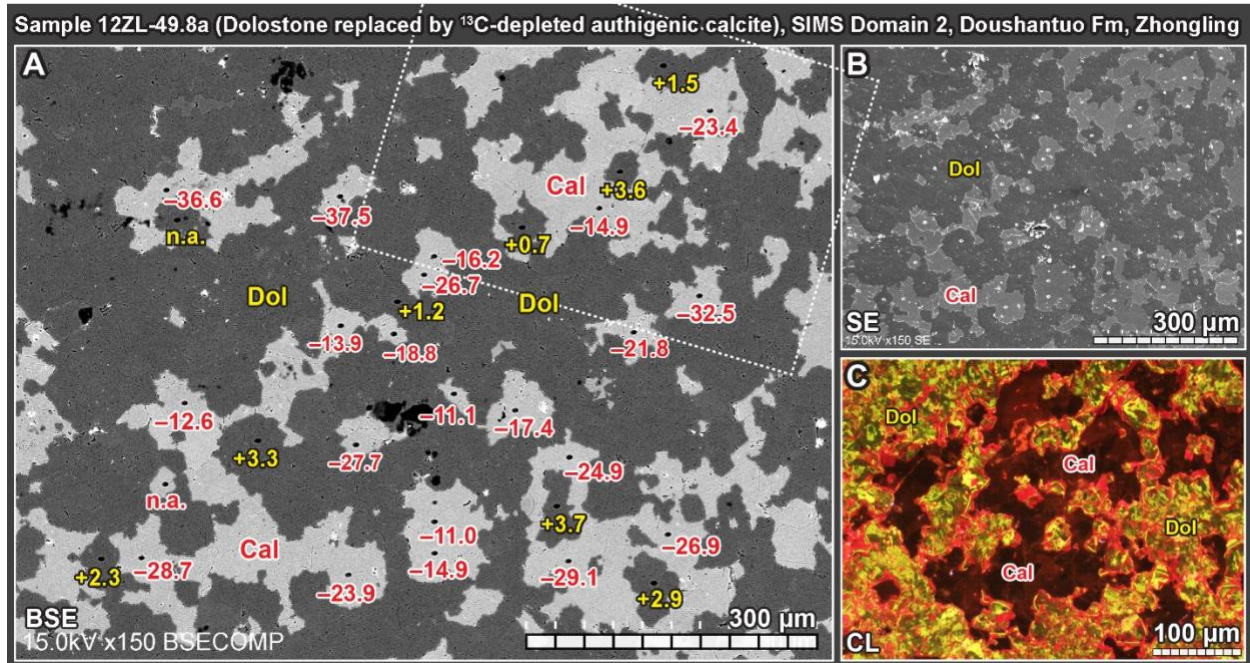 Sample 12ZL-49.8a (Dolostone replaced by ¹³C-depleted authigenic calcite), SIMS Domain 2, Doushantuo Fm, Zhongling
A
+1.5
−23.4
Cal
+3.6
−36.6
−37.5
−14.9
n.a.
+0.7
−16.2
−26.7
Dol
+1.2
Dol
−32.5
−13.9
−18.8
−21.8
−12.6
−11.1
−17.4
+3.3
−27.7
−24.9
n.a.
+3.7
−11.0
Cal
−26.9
−14.9
+2.3
−28.7
−29.1
−23.9
+2.9
BSE
300 µm
15.0kV x150 BSECOMP
B
Dol
Cal
SE
300 µm
15.0kV x150 SE
C
Dol
Cal
Dol
Cal
CL
100 µm